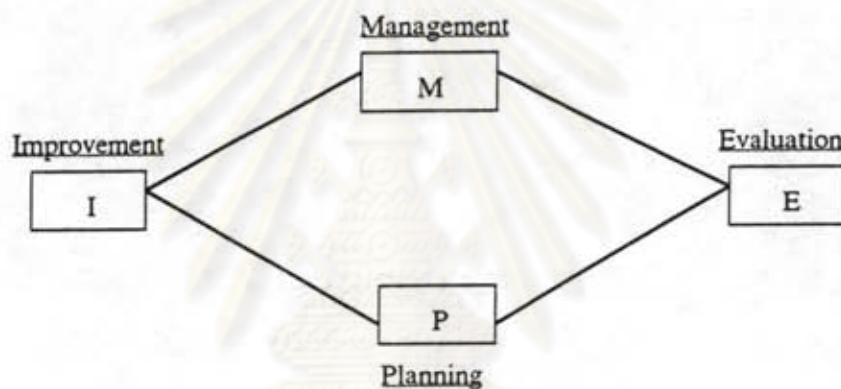 Management
M
Improvement
I
Evaluation
E
P
Planning